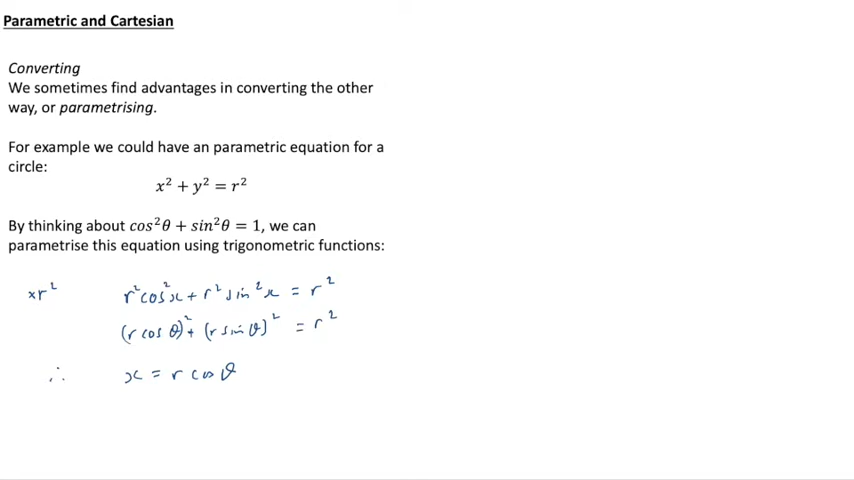 Parametric and Cartesian
Converting
We sometimes find advantages in converting the other
way, or parametrising.
For example we could have an parametric equation for a
circle:
x² + y² = r²
By thinking about cos²θ + sin²θ = 1, we can
parametrise this equation using trigonometric functions:
×r² r²cos²x + r²sin²x = r²
(r cos θ)² + (r sin θ)² = r²
∴ x = r cos θ